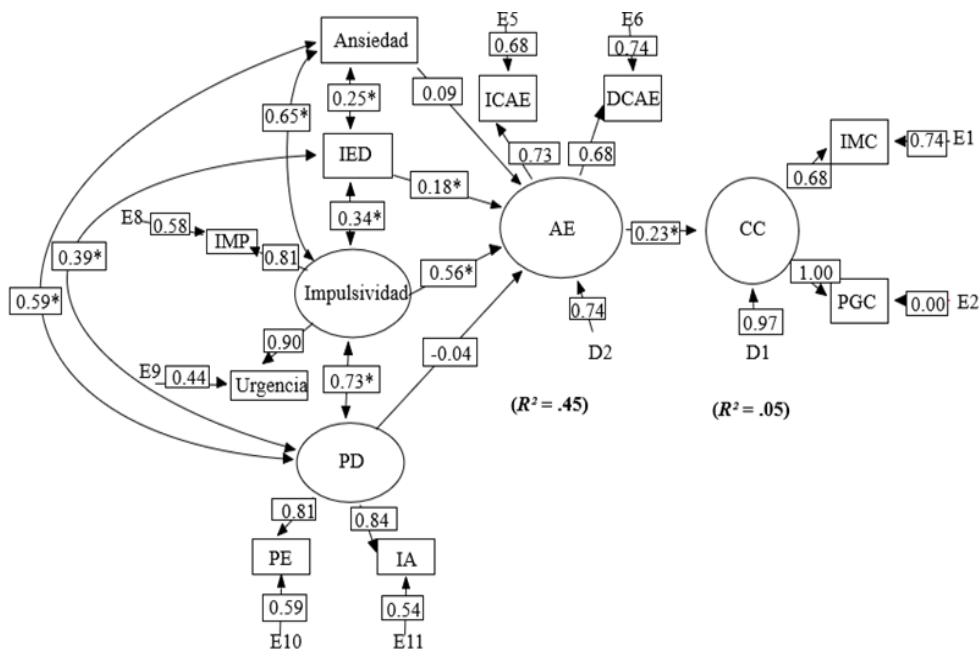 E5
E6
Ansiedad
0.68
0.74
0.25*
0.09
ICAE
DCAE
0.65*
E1
IED
0.73
0.68
IMC
0.74
0.18*
0.68
0.34*
E8
0.58
IMP
0.81
AE
0.23*
CC
0.39*
0.59*
Impulsividad
0.56*
1.00
PGC
0.00
E2
0.74
0.97
0.90
-0.04
D2
D1
E9
0.44
Urgencia
0.73*
(R² = .45)
(R² = .05)
PD
0.81
0.84
PE
IA
0.59
0.54
E10
E11